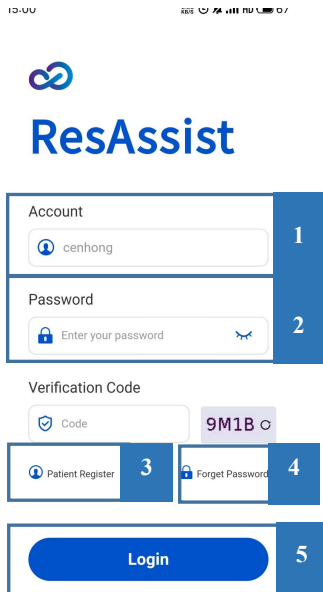 ResAssist
Account
1
cenhong
Password
2
Enter your password
Verification Code
Code 9M1B
Patient Register 3 Forget Password 4
Login 5